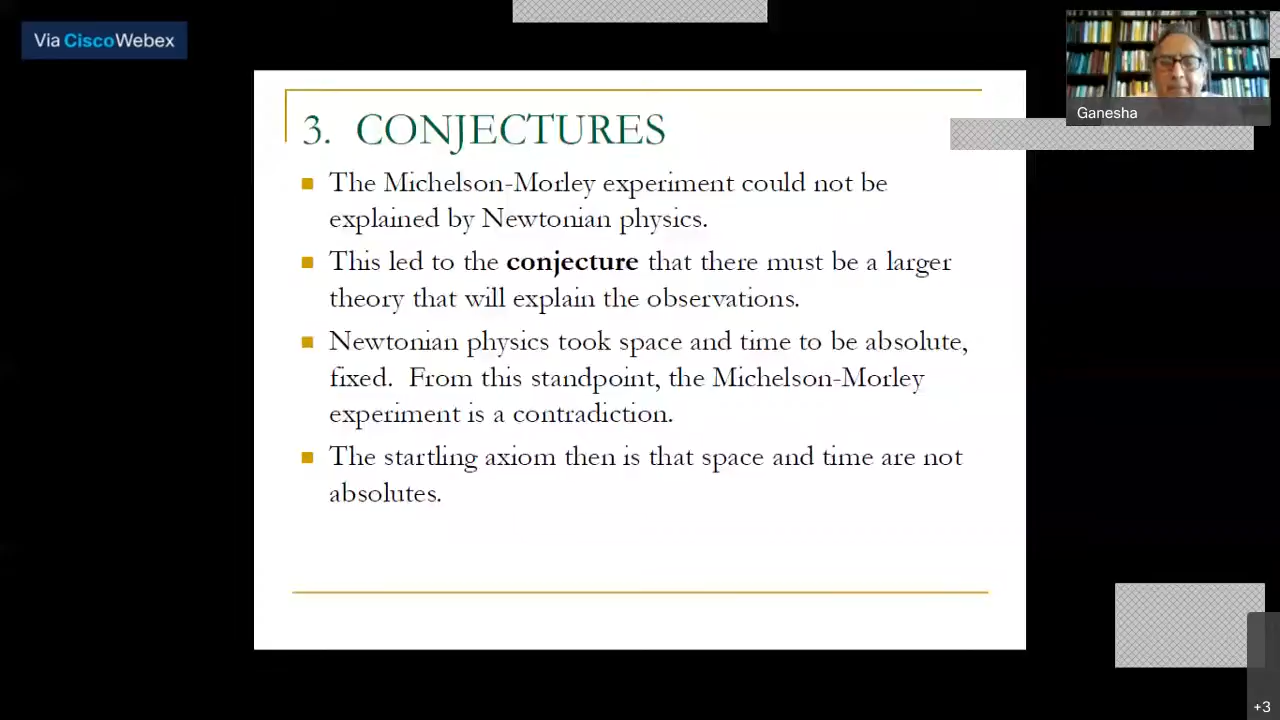 Via Cisco Webex
Ganesha
3. CONJECTURES
The Michelson-Morley experiment could not be
explained by Newtonian physics.
This led to the conjecture that there must be a larger
theory that will explain the observations.
Newtonian physics took space and time to be absolute,
fixed. From this standpoint, the Michelson-Morley
experiment is a contradiction.
The startling axiom then is that space and time are not
absolutes.
+3